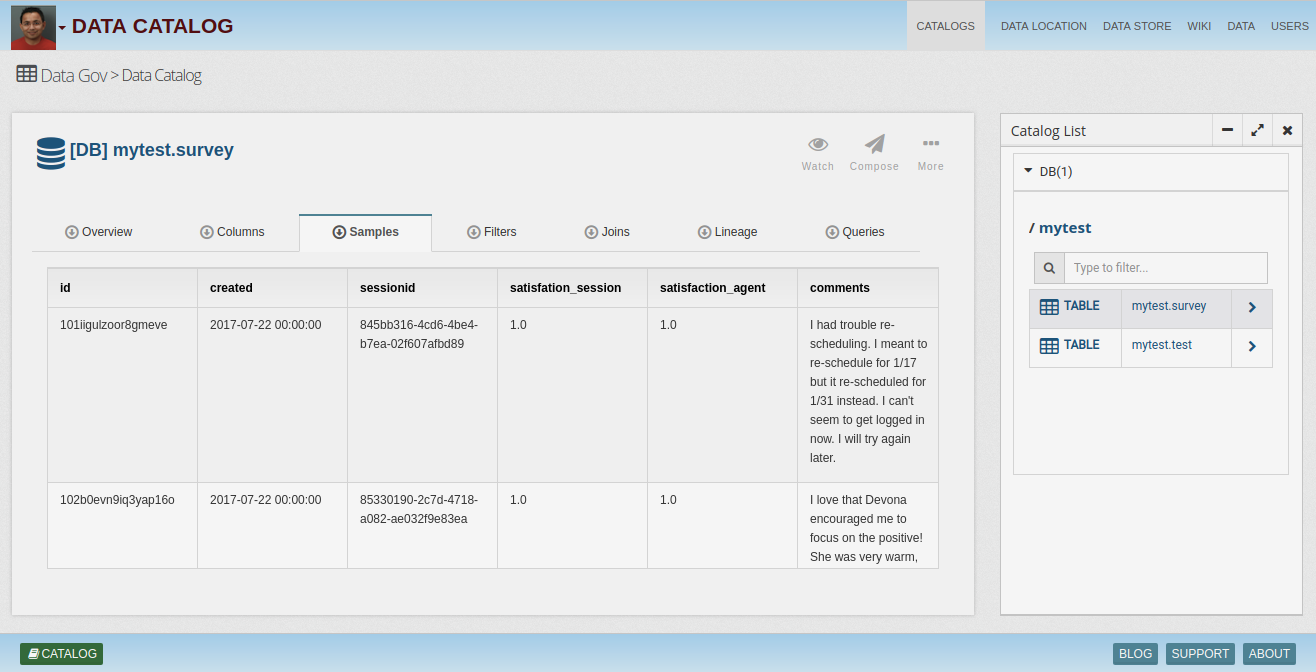 DATA CATALOG
CATALOGS DATA LOCATION DATA STORE WIKI DATA USERS
Data Gov > Data Catalog
[DB] mytest.survey
Watch Compose More
Overview Columns Samples Filters Joins Lineage Queries
id created sessionid satisfation_session satisfaction_agent comments
101iigulzoor8gmeve 2017-07-22 00:00:00 845bb316-4cd6-4be4- 1.0 1.0 I had trouble re-
b7ea-02f607afbd89 scheduling. I meant to
re-schedule for 1/17
but it re-scheduled for
1/31 instead. I can't
seem to get logged in
now. I will try again
later.
102b0evn9iq3yap16o 2017-07-22 00:00:00 85330190-2c7d-4718- 1.0 1.0 I love that Devona
a082-ae032f9e83ea encouraged me to
focus on the positive!
She was very warm,
Catalog List
DB(1)
/ mytest
Type to filter...
TABLE mytest.survey
TABLE mytest.test
CATALOG
BLOG SUPPORT ABOUT